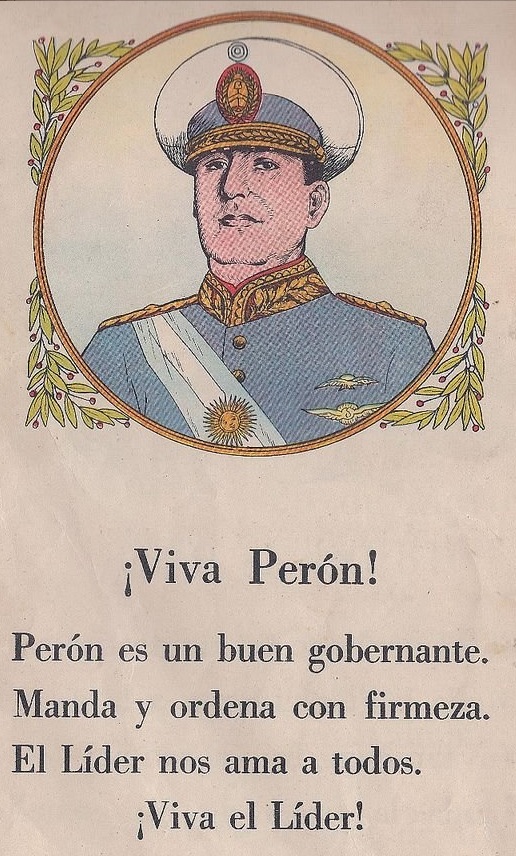 ¡Viva Perón!
Perón es un buen gobernante.
Manda y ordena con firmeza.
El Líder nos ama a todos.
¡Viva el Líder!